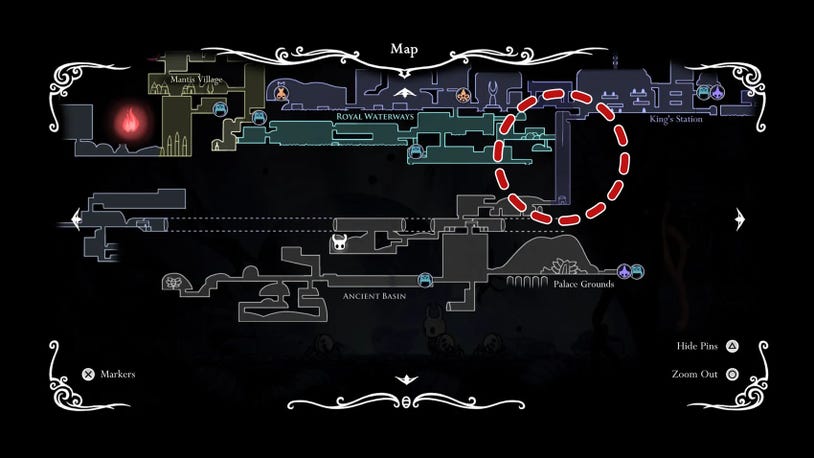 Map
Mantis Village
Royal Waterways
King's Station
Ancient Basin
Palace Grounds
Hide Pins
Markers
Zoom Out